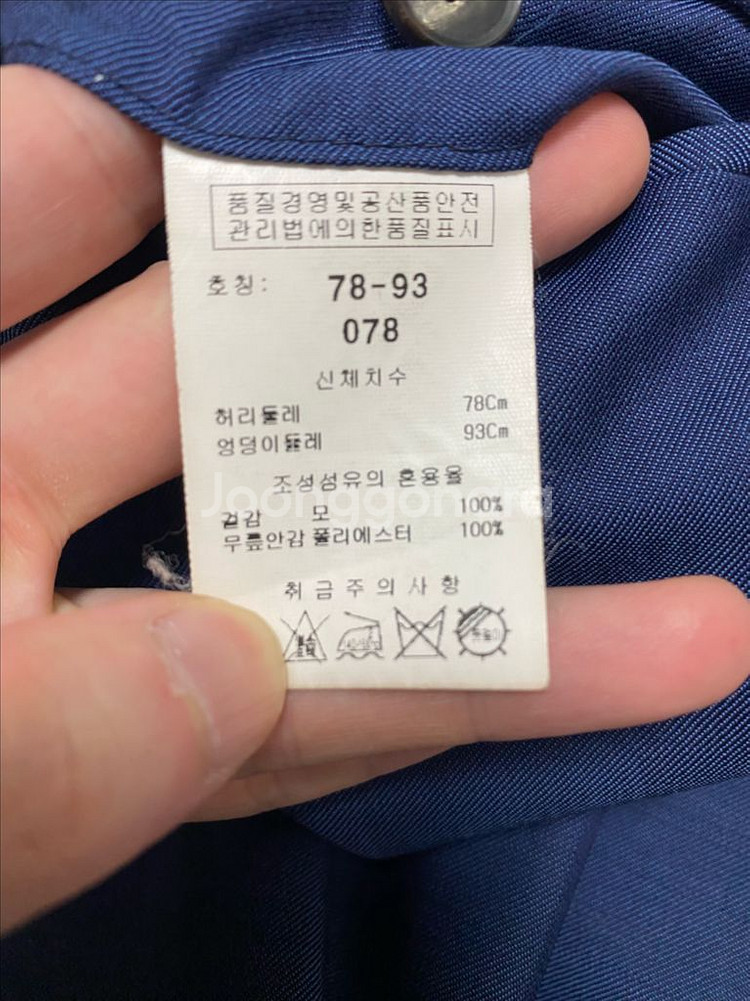 품질경영및공산품안전
관리법에의한품질표시
호칭: 78-93
078
신체치수
허리둘레 78Cm
엉덩이둘레 93Cm
조성섬유의 혼용율
Joonggonara
겉감 모 100%
무릎안감 폴리에스터 100%
취급주의사항